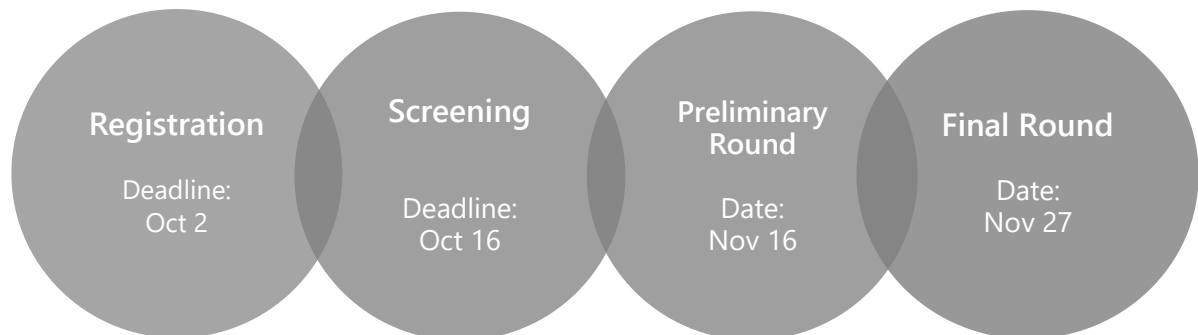 Registration
Deadline:
Oct 2
Screening
Deadline:
Oct 16
Preliminary
Round
Date:
Nov 16
Final Round
Date:
Nov 27